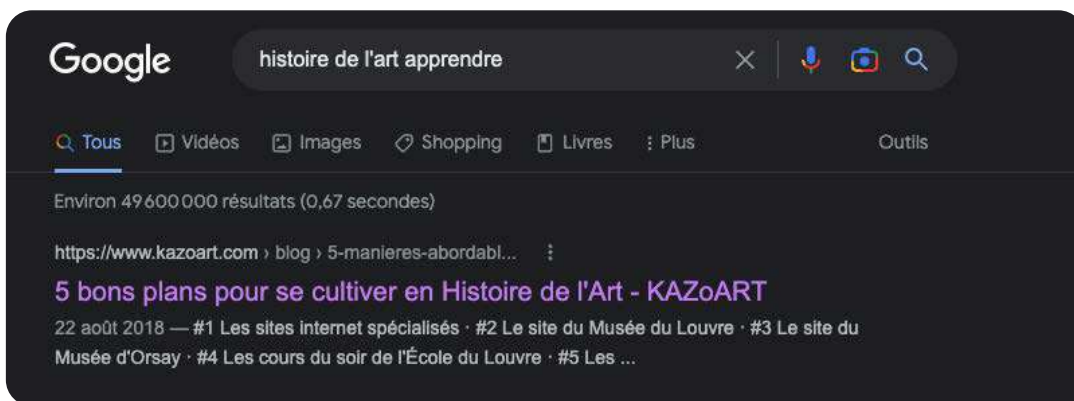 Google
histoire de l'art apprendre
Tous Vidéos Images Shopping Livres Plus Outils
Environ 49 600 000 résultats (0,67 secondes)
https://www.kazoart.com › blog › 5-manieres-abordabl...
5 bons plans pour se cultiver en Histoire de l'Art - KAZoART
22 août 2018 — #1 Les sites internet spécialisés · #2 Le site du Musée du Louvre · #3 Le site du
Musée d'Orsay · #4 Les cours du soir de l'École du Louvre · #5 Les ...